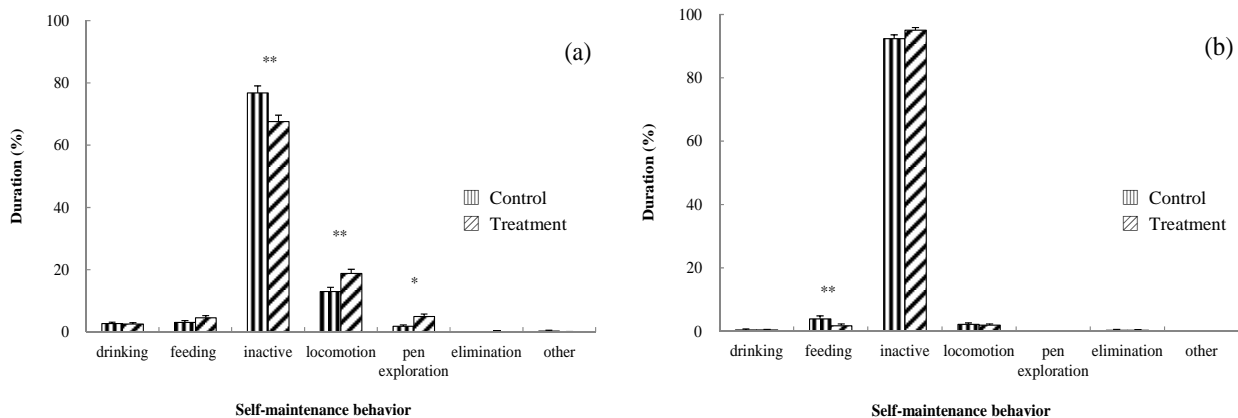 (a)
100
80
60
40
20
0
Duration (%)
**
**
*
Control
Treatment
drinking feeding inactive locomotion pen exploration elimination other
Self-maintenance behavior
(b)
100
80
60
40
20
0
Duration (%)
**
Control
Treatment
drinking feeding inactive locomotion pen exploration elimination other
Self-maintenance behavior